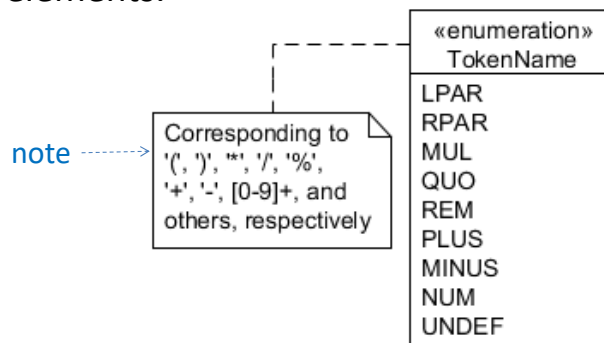 elements.
«enumeration»
TokenName
LPAR
RPAR
MUL
QUO
REM
PLUS
MINUS
NUM
UNDEF
note
Corresponding to
'(', ')', '*', '/', '%',
'+', '-', [0-9]+, and
others, respectively